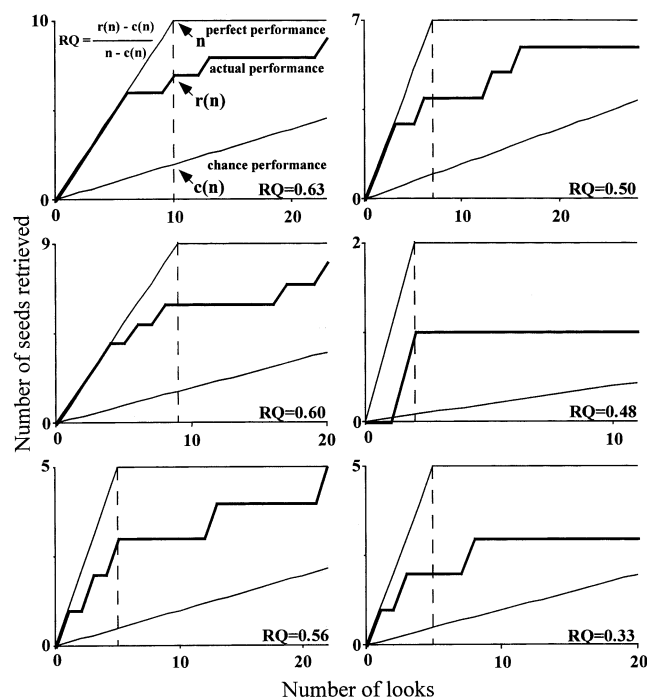 10
RQ = r(n) - c(n)
n - c(n)
n
perfect performance
actual performance
r(n)
chance performance
c(n)
RQ=0.63
0
0
10
20
7
0
RQ=0.50
0
10
20
Number of seeds retrieved
9
0
RQ=0.60
0
10
20
2
0
RQ=0.48
0
10
5
0
RQ=0.56
0
10
20
5
0
RQ=0.33
0
10
20
Number of looks